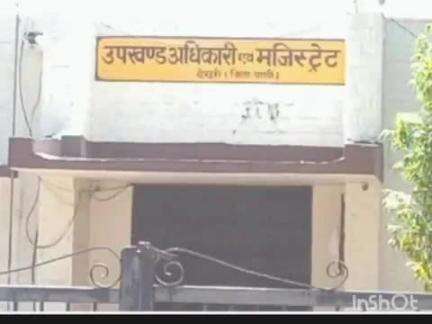 उपखण्ड अधिकारी एवं मजिस्ट्रेट
देसूरी ( जिला पाली )
InShOt